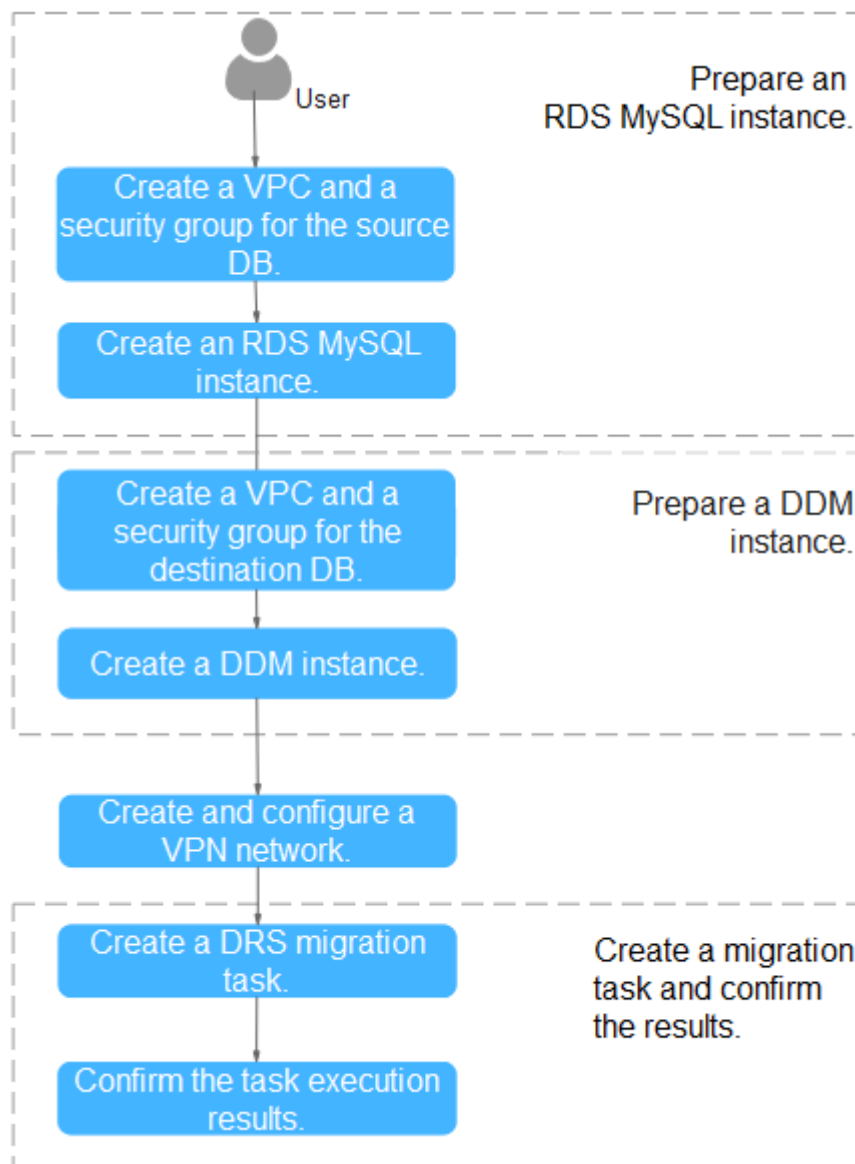 User
Prepare an
RDS MySQL instance.
Create a VPC and a
security group for the source
DB.
Create an RDS MySQL
instance.
Create a VPC and a
security group for the
destination DB.
Prepare a DDM
instance.
Create a DDM instance.
Create and configure a
VPN network.
Create a DRS migration
task.
Create a migration
task and confirm
the results.
Confirm the task execution
results.